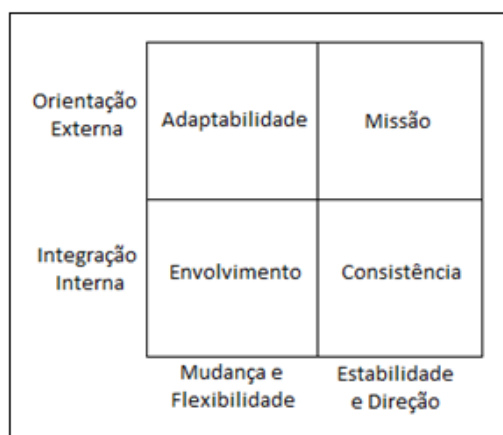 Orientação
Externa
Adaptabilidade
Missão
Integração
Interna
Envolvimento
Consistência
Mudança e
Flexibilidade
Estabilidade
e Direção